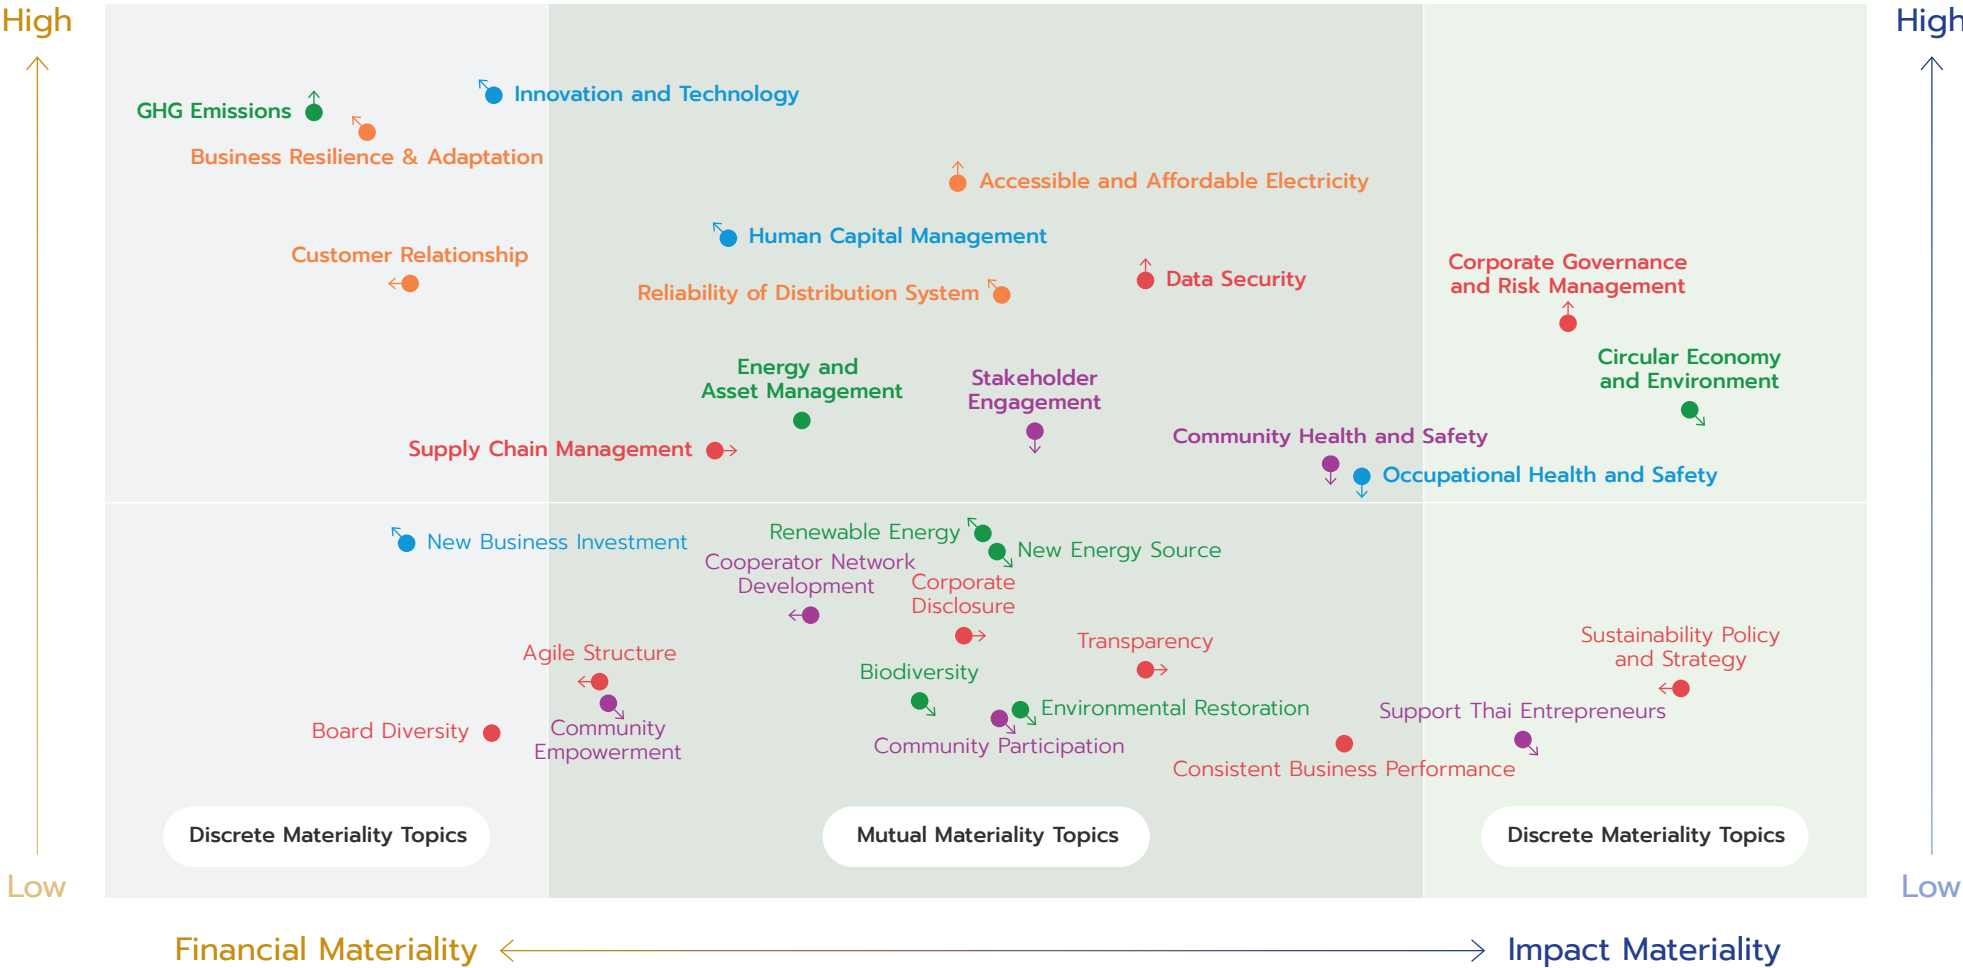 High
High
Innovation and Technology
GHG Emissions
Business Resilience & Adaptation
Accessible and Affordable Electricity
Human Capital Management
Customer Relationship
Corporate Governance
and Risk Management
Data Security
Reliability of Distribution System
Circular Economy
and Environment
Energy and
Asset Management
Stakeholder
Engagement
Community Health and Safety
Supply Chain Management
Occupational Health and Safety
Renewable Energy
New Business Investment
New Energy Source
Cooperator Network
Development
Corporate
Disclosure
Transparency
Sustainability Policy
and Strategy
Agile Structure
Biodiversity
Environmental Restoration
Support Thai Entrepreneurs
Board Diversity
Community
Empowerment
Community Participation
Consistent Business Performance
Discrete Materiality Topics
Mutual Materiality Topics
Discrete Materiality Topics
Low
Low
Financial Materiality
Impact Materiality